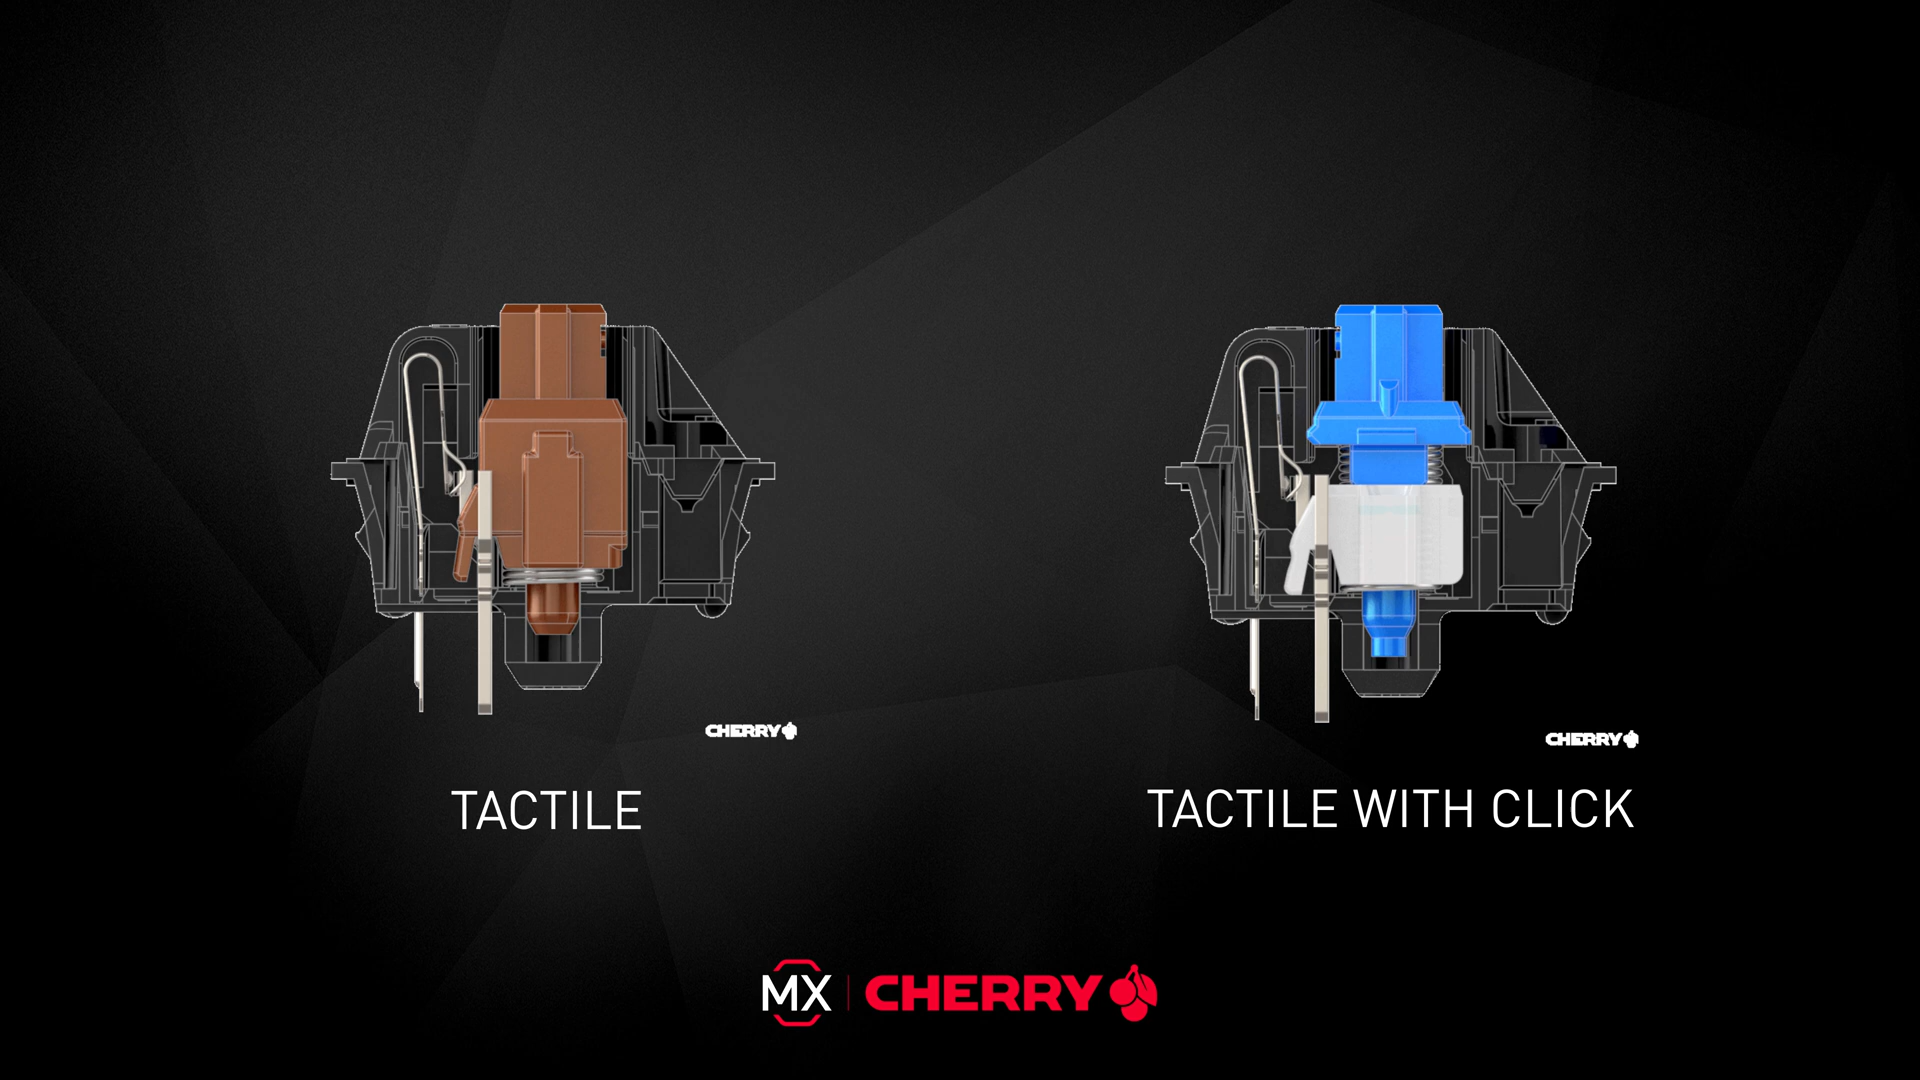 CHERRY
CHERRY
TACTILE
TACTILE WITH CLICK
MX | CHERRY